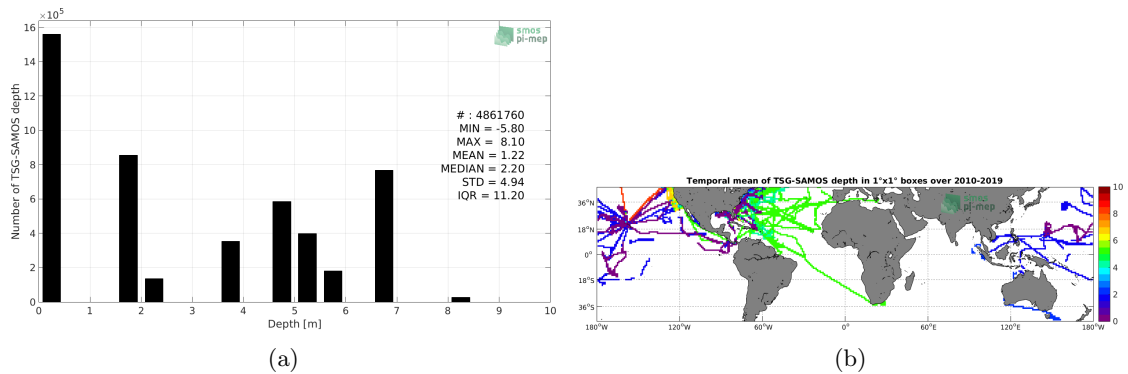 ×10⁵
16
14
12
10
8
6
4
2
0
Number of TSG-SAMOS depth
smos
pi-mep
# : 4861760
MIN = -5.80
MAX = 8.10
MEAN = 1.22
MEDIAN = 2.20
STD = 4.94
IQR = 11.20
0 1 2 3 4 5 6 7 8 9 10
Depth [m]
(a)
Temporal mean of TSG-SAMOS depth in 1°x1° boxes over 2010-2019
36°N
18°N
0°
18°S
36°S
smos
pi-mep
10
8
6
4
2
0
180°W 120°W 60°W 0° 60°E 120°E 180°E
(b)